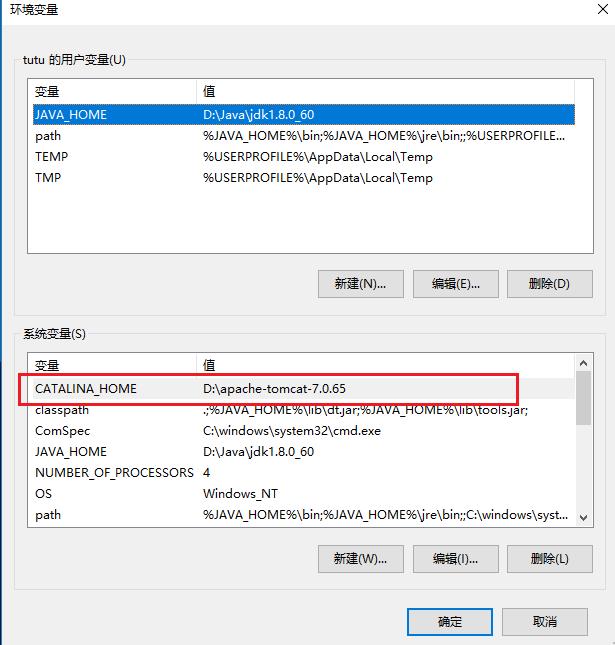 环境变量
tutu 的用户变量(U)
变量 值
JAVA_HOME D:\Java\jdk1.8.0_60
path %JAVA_HOME%\bin;%JAVA_HOME%\jre\bin;;%USERPROFILE...
TEMP %USERPROFILE%\AppData\Local\Temp
TMP %USERPROFILE%\AppData\Local\Temp
新建(N)... 编辑(E)... 删除(D)
系统变量(S)
变量 值
CATALINA_HOME D:\apache-tomcat-7.0.65
classpath .;%JAVA_HOME%\lib\dt.jar;%JAVA_HOME%\lib\tools.jar;
ComSpec C:\windows\system32\cmd.exe
JAVA_HOME D:\Java\jdk1.8.0_60
NUMBER_OF_PROCESSORS 4
OS Windows_NT
path %JAVA_HOME%\bin;%JAVA_HOME%\jre\bin;;C:\windows\syst...
新建(W)... 编辑(I)... 删除(L)
确定 取消